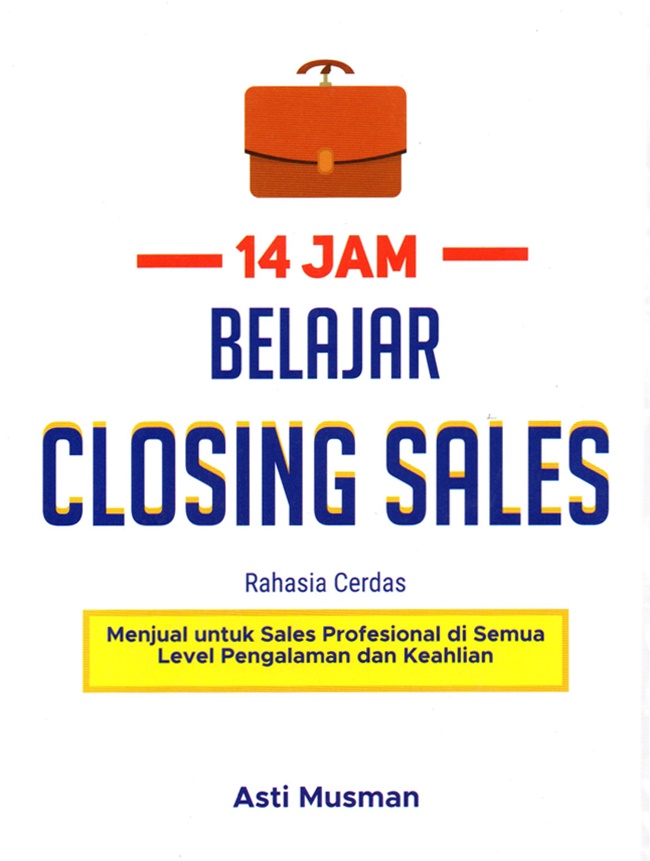 14 JAM
BELAJAR
CLOSING SALES
Rahasia Cerdas
Menjual untuk Sales Profesional di Semua
Level Pengalaman dan Keahlian
Asti Musman